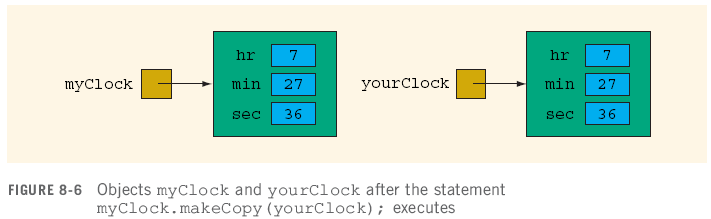 hr 7
myClock min 27
sec 36
hr 7
yourClock min 27
sec 36
FIGURE 8-6 Objects myClock and yourClock after the statement
myClock.makeCopy(yourClock); executes